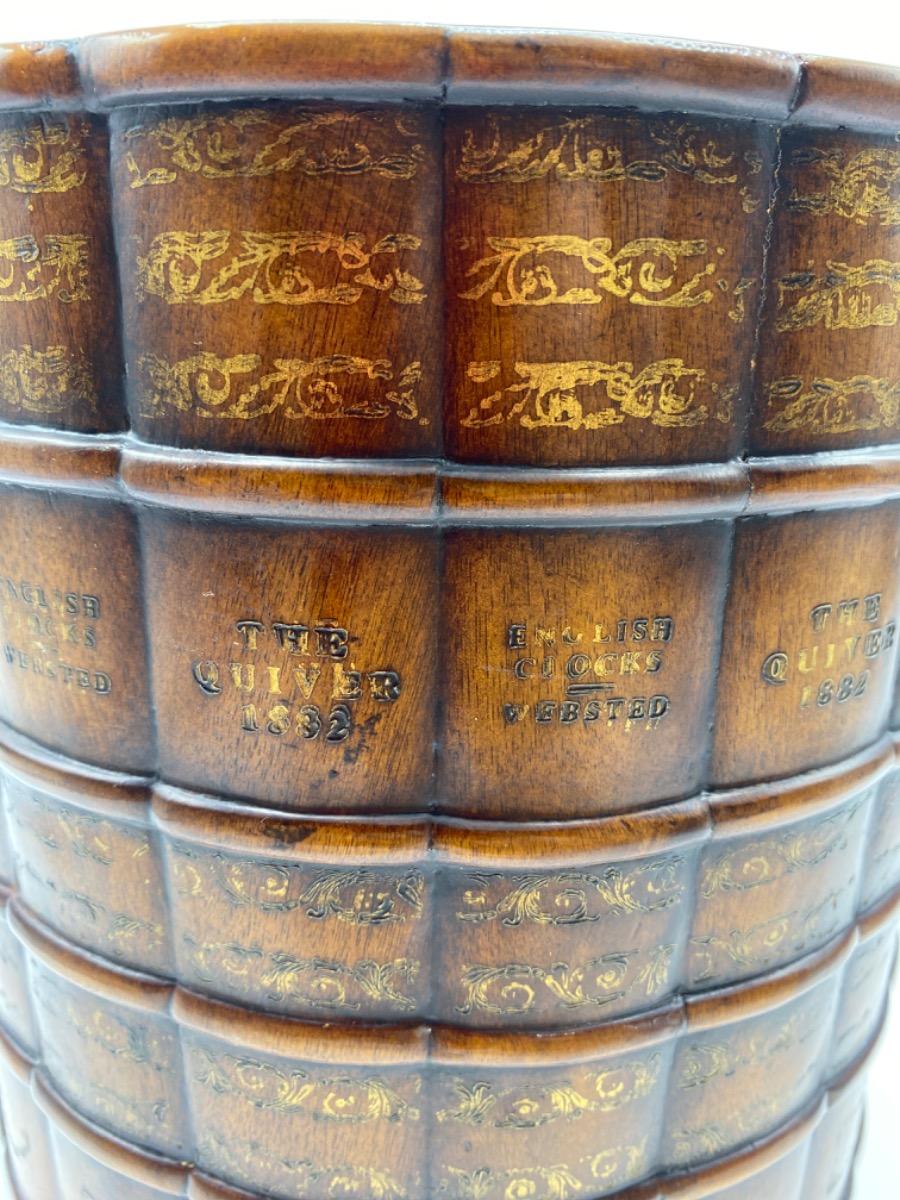 ENGLISH
CLOCKS
WEBSTED
THE
QUIVER
1882
ENGLISH
CLOCKS
WEBSTED
THE
QUIVER
1882